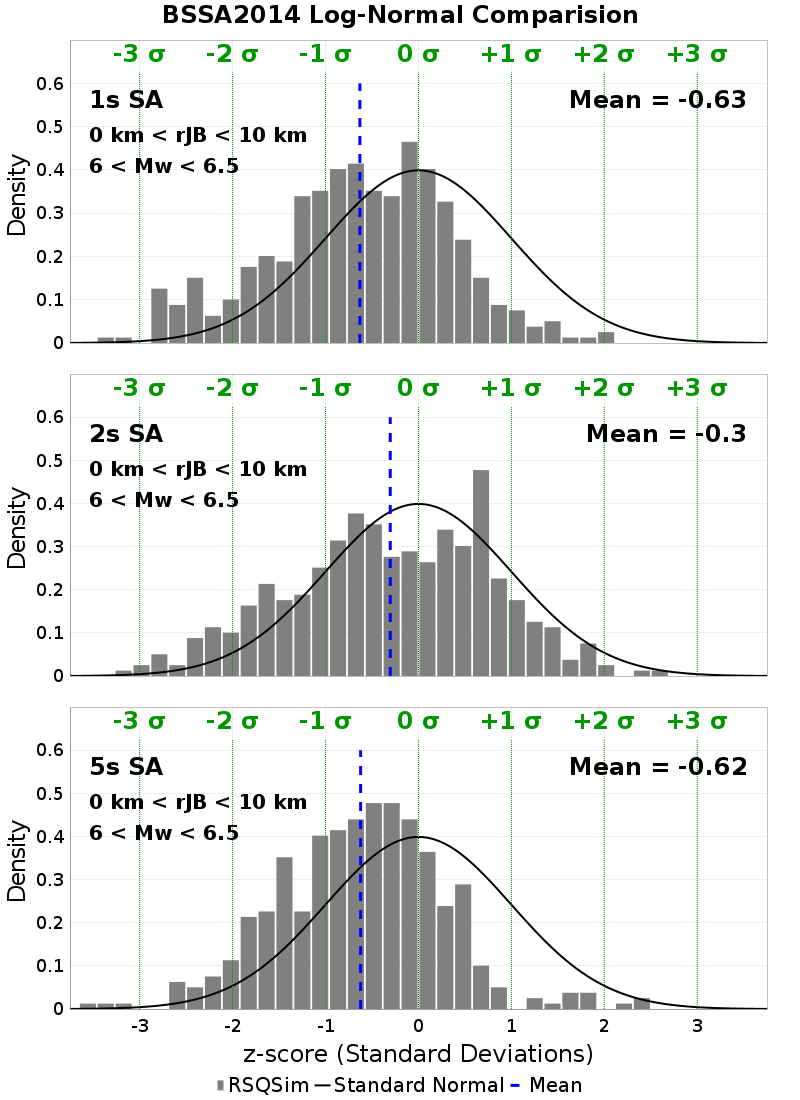 BSSA2014 Log-Normal Comparision
-3 σ -2 σ -1 σ 0 σ +1 σ +2 σ +3 σ
1s SA
Mean = -0.63
0 km < rJB < 10 km
6 < Mw < 6.5
Density
0.6
0.5
0.4
0.3
0.2
0.1
0
-3 σ -2 σ -1 σ 0 σ +1 σ +2 σ +3 σ
2s SA
Mean = -0.3
0 km < rJB < 10 km
6 < Mw < 6.5
Density
0.6
0.5
0.4
0.3
0.2
0.1
0
-3 σ -2 σ -1 σ 0 σ +1 σ +2 σ +3 σ
5s SA
Mean = -0.62
0 km < rJB < 10 km
6 < Mw < 6.5
Density
0.6
0.5
0.4
0.3
0.2
0.1
0
-3 -2 -1 0 1 2 3
z-score (Standard Deviations)
RSQSim Standard Normal Mean